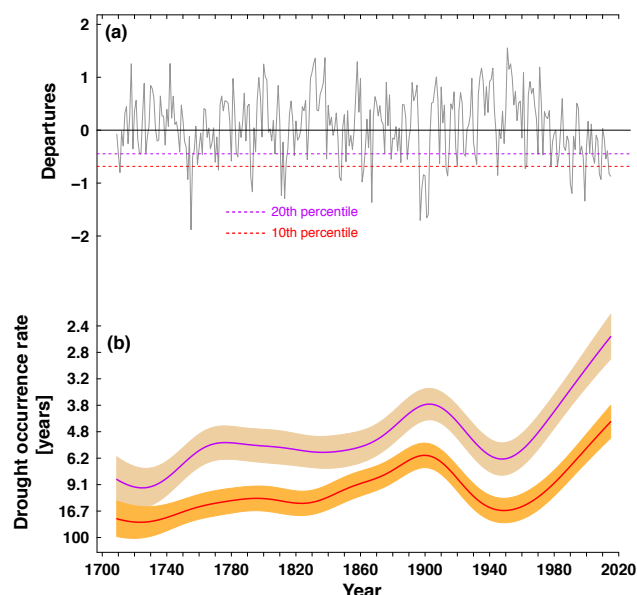 (a)
2
1
0
−1
−2
Departures
20th percentile
10th percentile
(b)
2.4
2.8
3.2
3.8
4.8
6.2
9.1
16.7
100
Drought occurrence rate
[years]
1700 1740 1780 1820 1860 1900 1940 1980 2020
Year